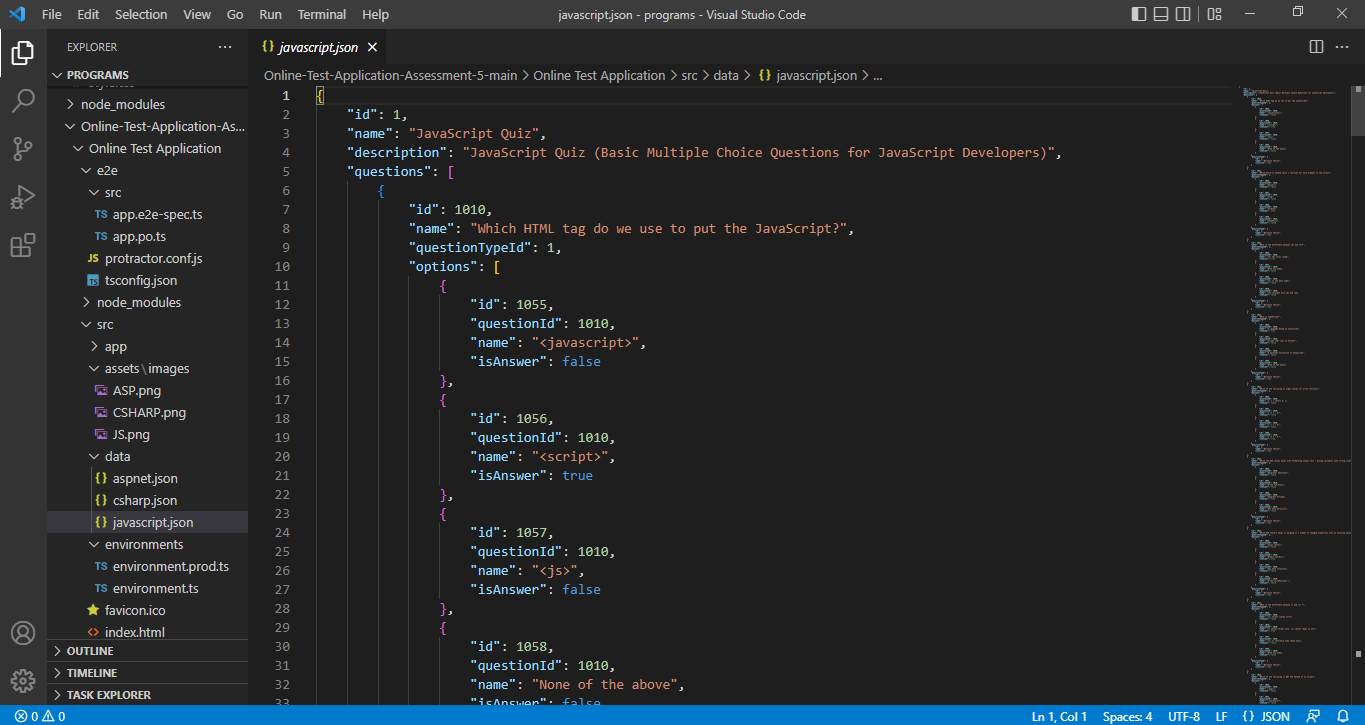 File Edit Selection View Go Run Terminal Help javascript.json - programs - Visual Studio Code
EXPLORER ...
PROGRAMS
node_modules
Online-Test-Application-As...
Online Test Application
e2e
src
TS app.e2e-spec.ts
TS app.po.ts
JS protractor.conf.js
TS tsconfig.json
node_modules
src
app
assets\images
ASP.png
CSHARP.png
JS.png
data
{} aspnet.json
{} csharp.json
{} javascript.json
environments
TS environment.prod.ts
TS environment.ts
favicon.ico
<> index.html
OUTLINE
TIMELINE
TASK EXPLORER
{} javascript.json ×
...
Online-Test-Application-Assessment-5-main > Online Test Application > src > data > {} javascript.json > ...
1 {
2 "id": 1,
3 "name": "JavaScript Quiz",
4 "description": "JavaScript Quiz (Basic Multiple Choice Questions for JavaScript Developers)",
5 "questions": [
6 {
7 "id": 1010,
8 "name": "Which HTML tag do we use to put the JavaScript?",
9 "questionTypeId": 1,
10 "options": [
11 {
12 "id": 1055,
13 "questionId": 1010,
14 "name": "<javascript>",
15 "isAnswer": false
16 },
17 {
18 "id": 1056,
19 "questionId": 1010,
20 "name": "<script>",
21 "isAnswer": true
22 },
23 {
24 "id": 1057,
25 "questionId": 1010,
26 "name": "<js>",
27 "isAnswer": false
28 },
29 {
30 "id": 1058,
31 "questionId": 1010,
32 "name": "None of the above",
33 "isAnswer": false
0 0 Ln 1, Col 1 Spaces: 4 UTF-8 LF {} JSON